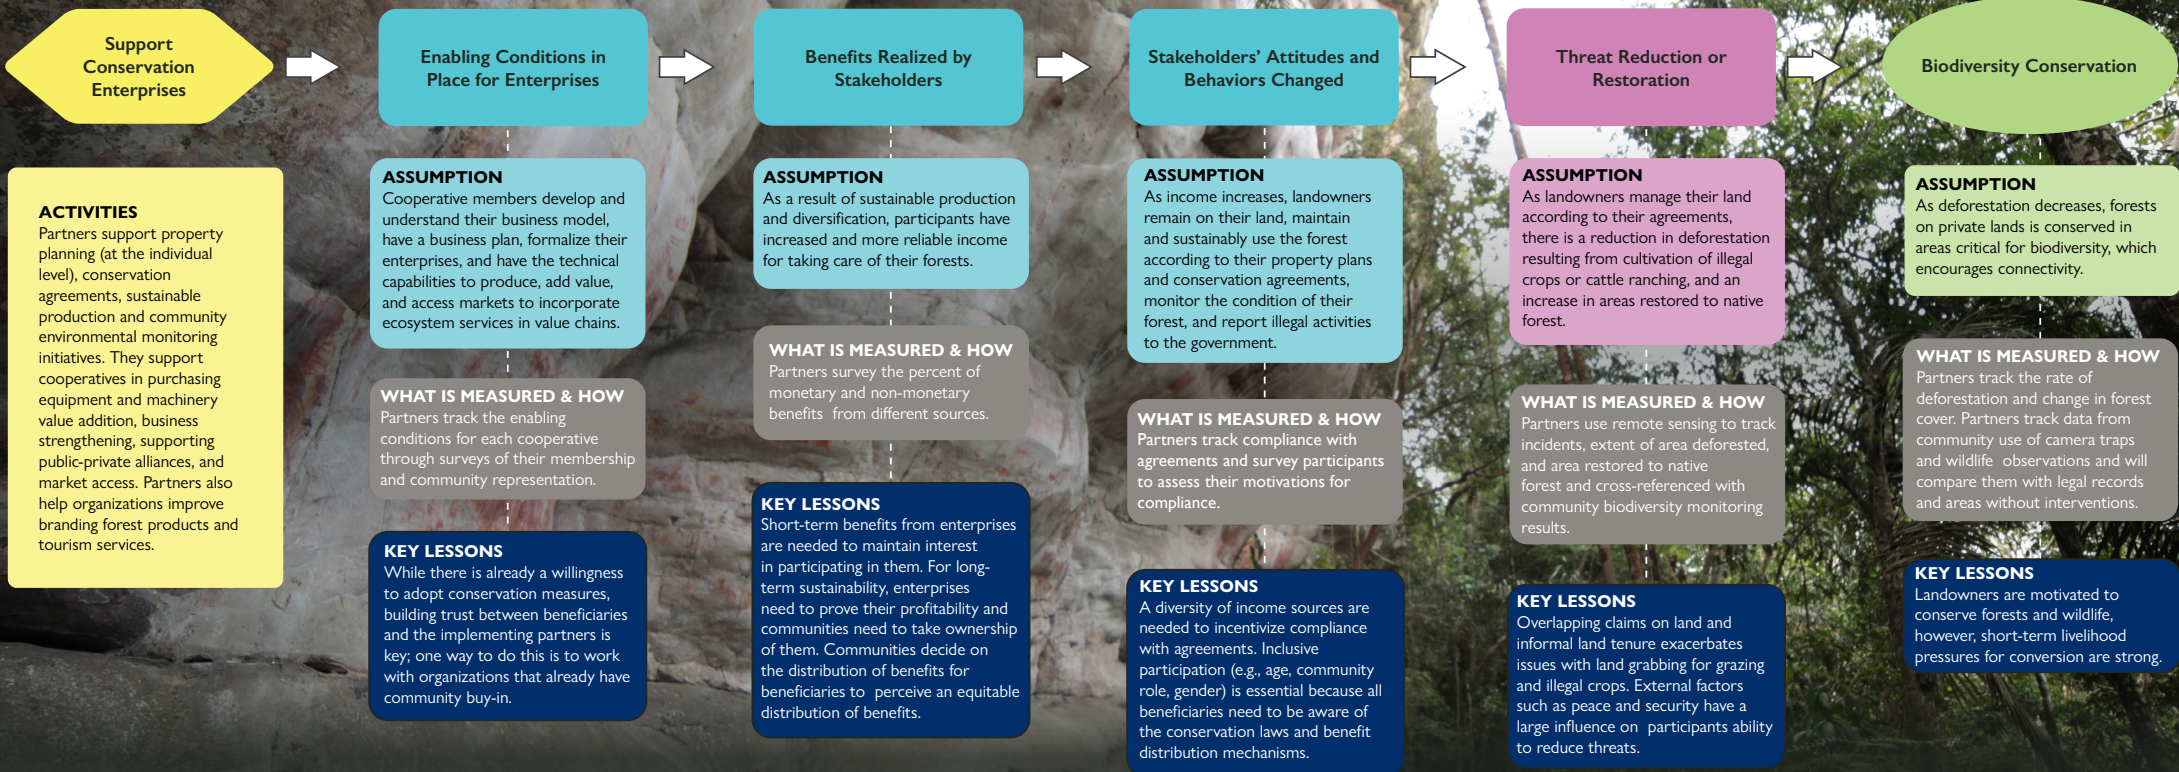 Support
Conservation
Enterprises
Enabling Conditions in
Place for Enterprises
Benefits Realized by
Stakeholders
Stakeholders’ Attitudes and
Behaviors Changed
Threat Reduction or
Restoration
Biodiversity Conservation
ACTIVITIES
Partners support property
planning (at the individual
level), conservation
agreements, sustainable
production and community
environmental monitoring
initiatives. They support
cooperatives in purchasing
equipment and machinery
value addition, business
strengthening, supporting
public-private alliances, and
market access. Partners also
help organizations improve
branding forest products and
tourism services.
ASSUMPTION
Cooperative members develop and
understand their business model,
have a business plan, formalize their
enterprises, and have the technical
capabilities to produce, add value,
and access markets to incorporate
ecosystem services in value chains.
WHAT IS MEASURED & HOW
Partners track the enabling
conditions for each cooperative
through surveys of their membership
and community representation.
KEY LESSONS
While there is already a willingness
to adopt conservation measures,
building trust between beneficiaries
and the implementing partners is
key; one way to do this is to work
with organizations that already have
community buy-in.
ASSUMPTION
As a result of sustainable production
and diversification, participants have
increased and more reliable income
for taking care of their forests.
WHAT IS MEASURED & HOW
Partners survey the percent of
monetary and non-monetary
benefits from different sources.
KEY LESSONS
Short-term benefits from enterprises
are needed to maintain interest
in participating in them. For long-
term sustainability, enterprises
need to prove their profitability and
communities need to take ownership
of them. Communities decide on
the distribution of benefits for
beneficiaries to perceive an equitable
distribution of benefits.
ASSUMPTION
As income increases, landowners
remain on their land, maintain
and sustainably use the forest
according to their property plans
and conservation agreements,
monitor the condition of their
forest, and report illegal activities
to the government.
WHAT IS MEASURED & HOW
Partners track compliance with
agreements and survey participants
to assess their motivations for
compliance.
KEY LESSONS
A diversity of income sources are
needed to incentivize compliance
with agreements. Inclusive
participation (e.g., age, community
role, gender) is essential because all
beneficiaries need to be aware of
the conservation laws and benefit
distribution mechanisms.
ASSUMPTION
As landowners manage their land
according to their agreements,
there is a reduction in deforestation
resulting from cultivation of illegal
crops or cattle ranching, and an
increase in areas restored to native
forest.
WHAT IS MEASURED & HOW
Partners use remote sensing to track
incidents, extent of area deforested,
and area restored to native
forest and cross-referenced with
community biodiversity monitoring
results.
KEY LESSONS
Overlapping claims on land and
informal land tenure exacerbates
issues with land grabbing for grazing
and illegal crops. External factors
such as peace and security have a
large influence on participants ability
to reduce threats.
ASSUMPTION
As deforestation decreases, forests
on private lands is conserved in
areas critical for biodiversity, which
encourages connectivity.
WHAT IS MEASURED & HOW
Partners track the rate of
deforestation and change in forest
cover. Partners track data from
community use of camera traps
and wildlife observations and will
compare them with legal records
and areas without interventions.
KEY LESSONS
Landowners are motivated to
conserve forests and wildlife,
however, short-term livelihood
pressures for conversion are strong.